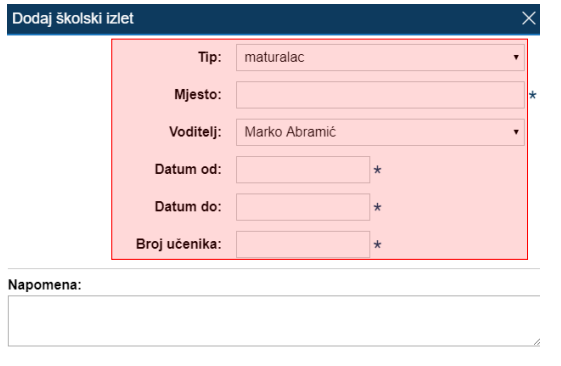 Dodaj školski izlet
Tip: maturalac
Mjesto: *
Voditelj: Marko Abramić
Datum od: *
Datum do: *
Broj učenika: *
Napomena: